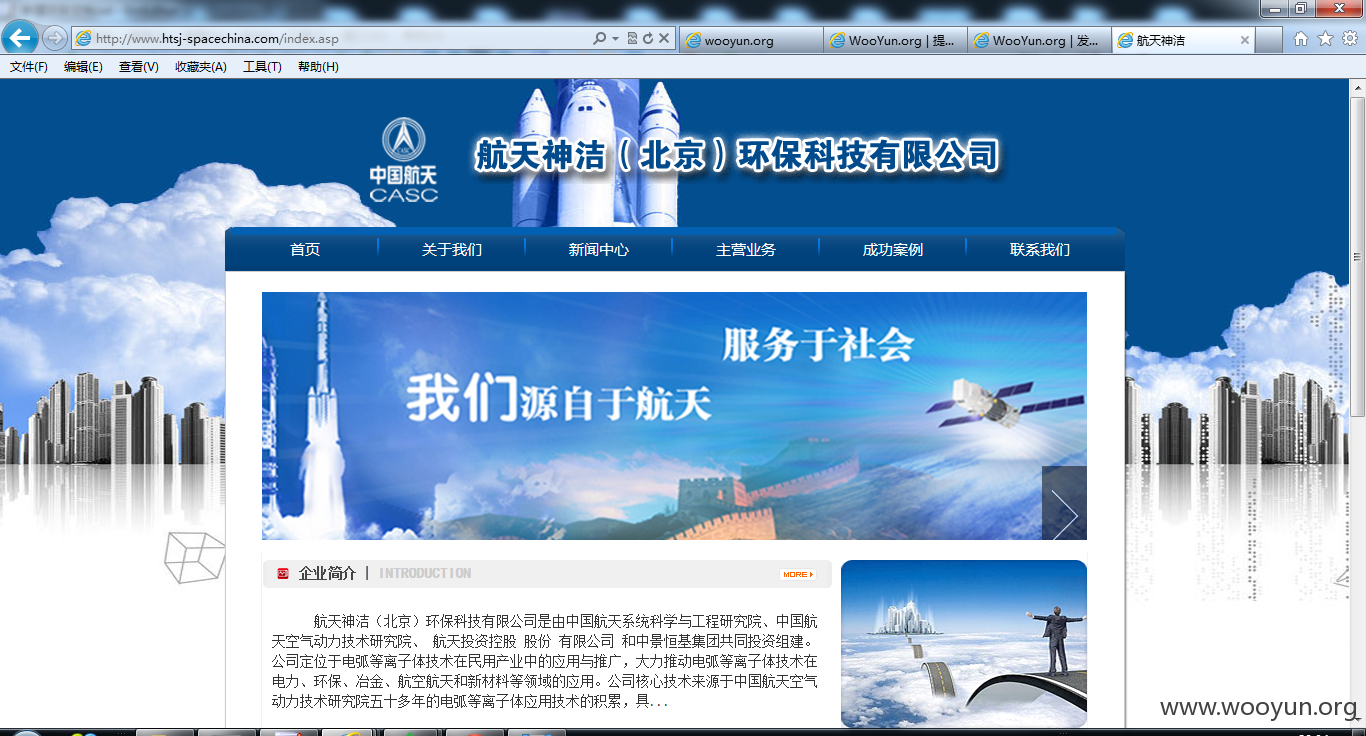 http://www.htsj-spacechina.com/index.asp
wooyun.org
WooYun.org | 提...
WooYun.org | 发...
航天神洁
文件(F) 编辑(E) 查看(V) 收藏夹(A) 工具(T) 帮助(H)
中国航天
CASC
航天神洁（北京）环保科技有限公司
首页 关于我们 新闻中心 主营业务 成功案例 联系我们
服务于社会
我们源自于航天
企业简介 | INTRODUCTION
MORE
航天神洁（北京）环保科技有限公司是由中国航天系统科学与工程研究院、中国航
天空气动力技术研究院、 航天投资控股 股份 有限公司 和中景恒基集团共同投资组建。
公司定位于电弧等离子体技术在民用产业中的应用与推广，大力推动电弧等离子体技术在
电力、环保、冶金、航空航天和新材料等领域的应用。公司核心技术来源于中国航天空气
动力技术研究院五十多年的电弧等离子体应用技术的积累，具...
www.wooyun.org